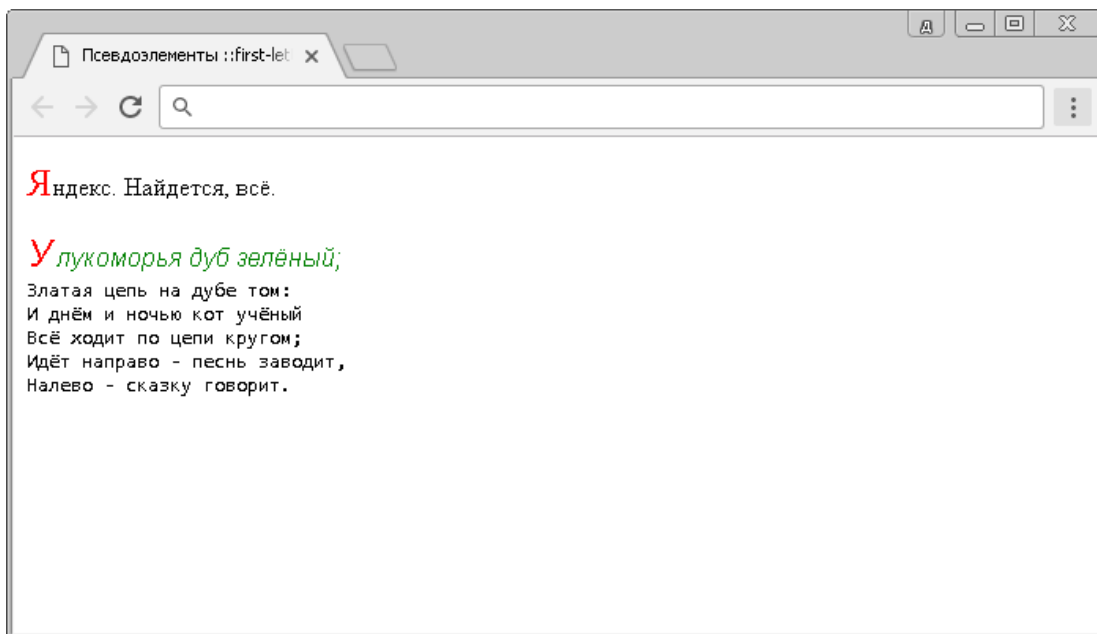 д
Псевдоэлементы ::first-let
Яндекс. Найдется, всё.
У лукоморья дуб зелёный;
Златая цепь на дубе том:
И днём и ночью кот учёный
Всё ходит по цепи кругом;
Идёт направо - песнь заводит,
Налево - сказку говорит.